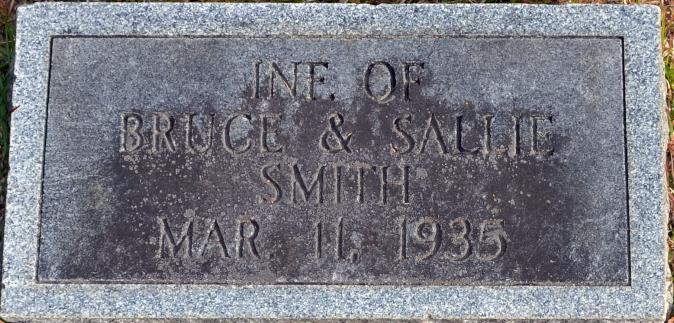 INF. OF
BRUCE & SALLIE
SMITH
MAR. 11, 1935